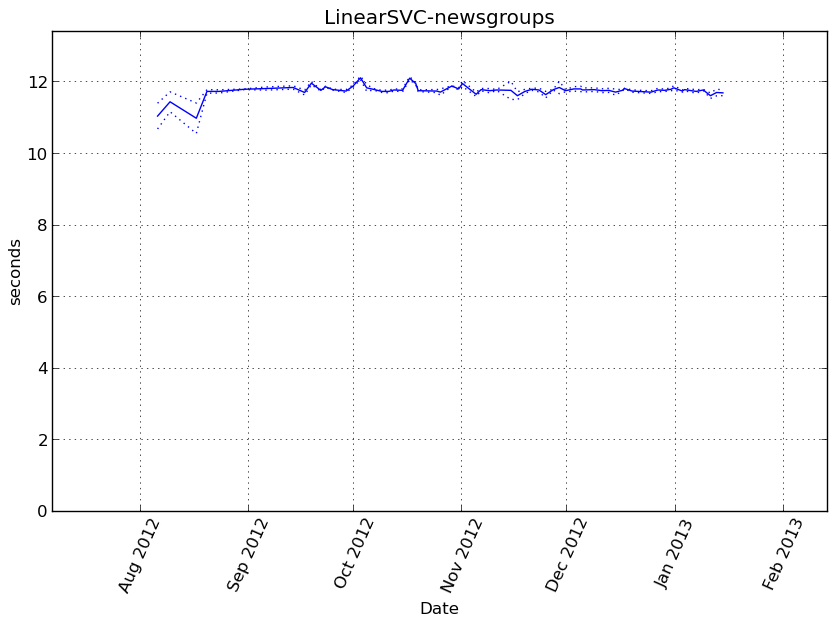 LinearSVC-newsgroups
12
10
8
6
4
2
0
seconds
Aug 2012
Sep 2012
Oct 2012
Nov 2012
Dec 2012
Jan 2013
Feb 2013
Date